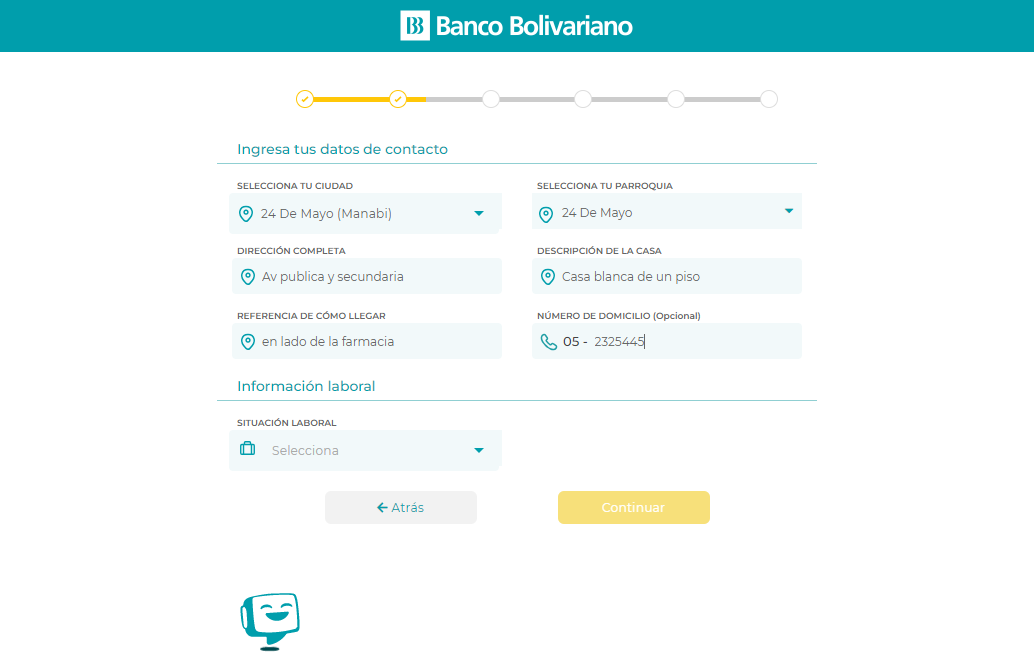 Banco Bolivariano
Ingresa tus datos de contacto
SELECCIONA TU CIUDAD
24 De Mayo (Manabi)
SELECCIONA TU PARROQUIA
24 De Mayo
DIRECCIÓN COMPLETA
Av publica y secundaria
DESCRIPCIÓN DE LA CASA
Casa blanca de un piso
REFERENCIA DE CÓMO LLEGAR
en lado de la farmacia
NÚMERO DE DOMICILIO (Opcional)
05 - 2325445
Información laboral
SITUACIÓN LABORAL
Selecciona
Atrás
Continuar